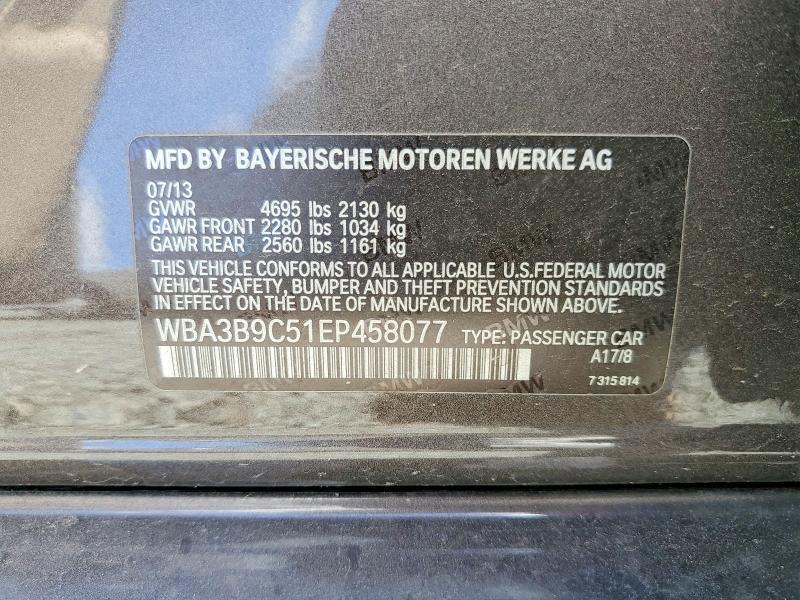 MFD BY BAYERISCHE MOTOREN WERKE AG
07/13
GVWR 4695 lbs 2130 kg
GAWR FRONT 2280 lbs 1034 kg
GAWR REAR 2560 lbs 1161 kg
THIS VEHICLE CONFORMS TO ALL APPLICABLE U.S.FEDERAL MOTOR
VEHICLE SAFETY, BUMPER AND THEFT PREVENTION STANDARDS
IN EFFECT ON THE DATE OF MANUFACTURE SHOWN ABOVE.
WBA3B9C51EP458077 TYPE: PASSENGER CAR
A17/8
7 315 814